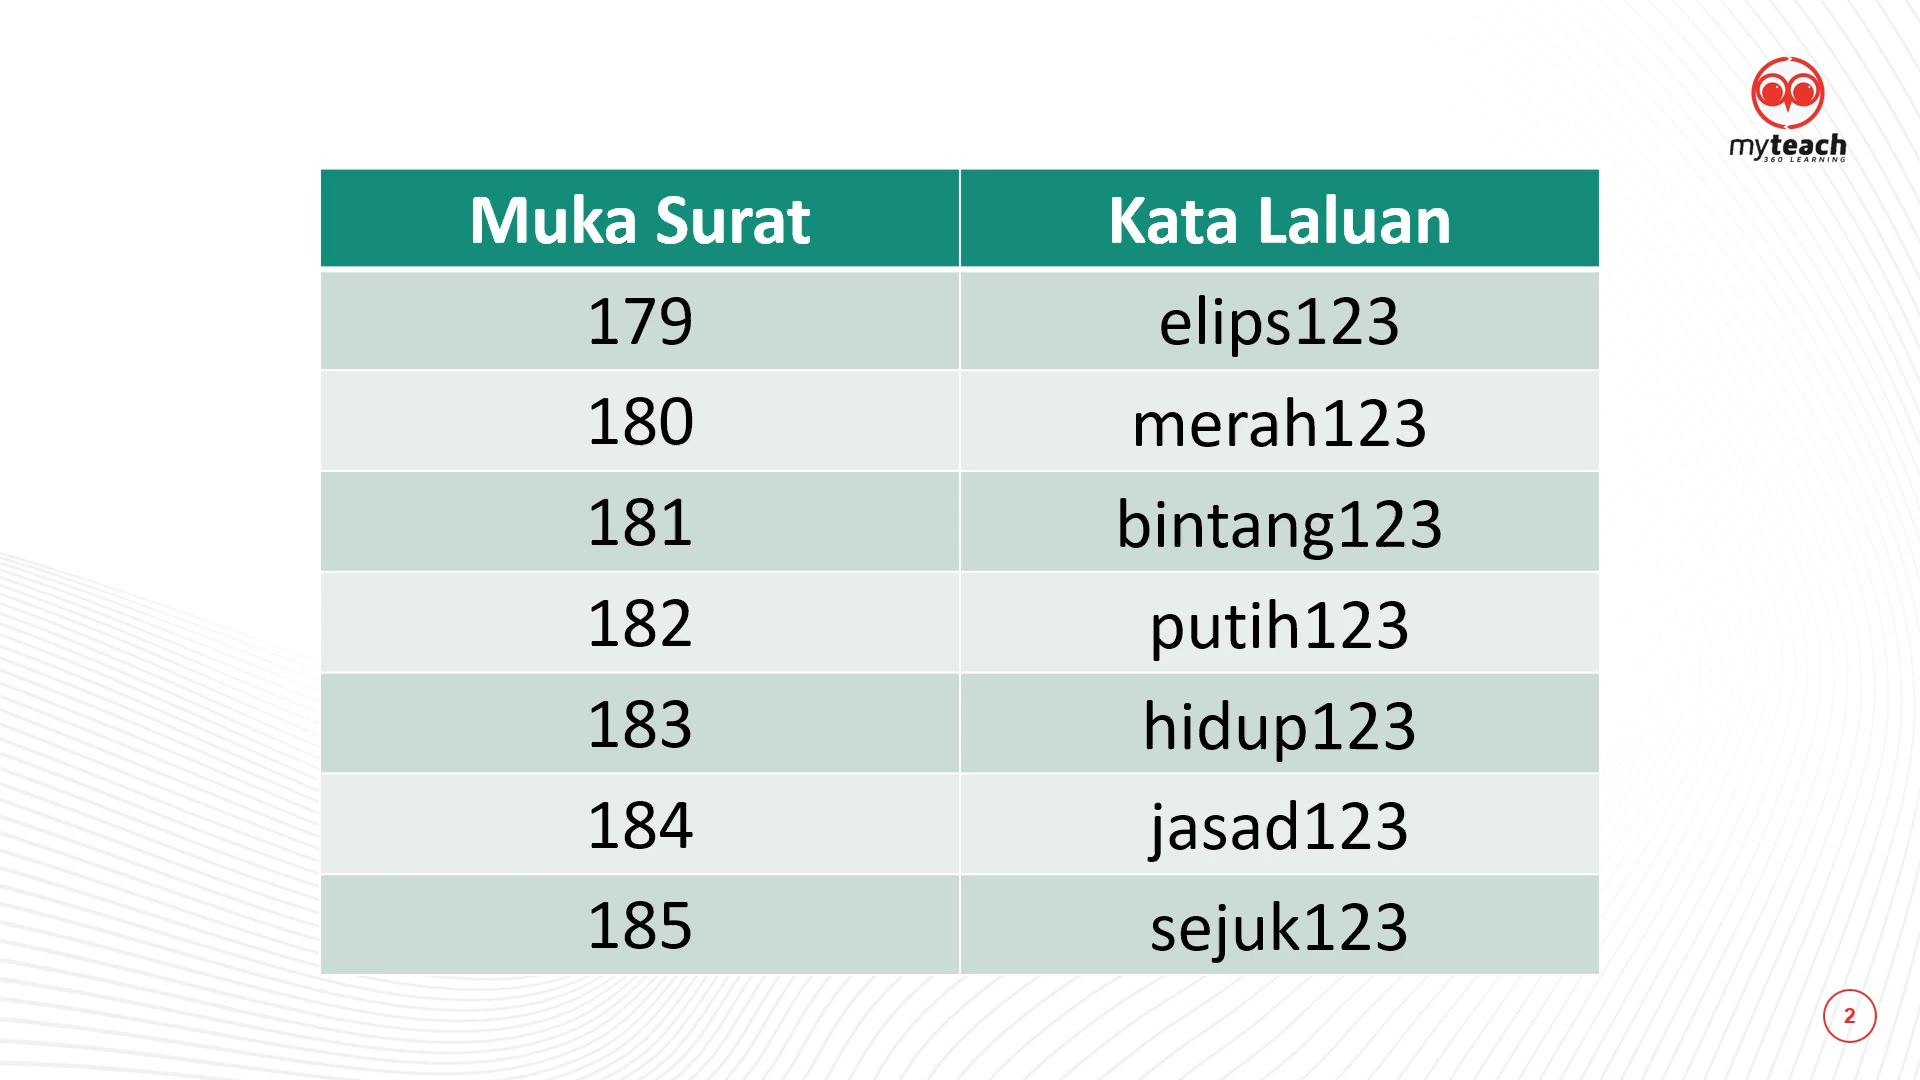 myteach
360 LEARNING
Muka Surat Kata Laluan
179 elips123
180 merah123
181 bintang123
182 putih123
183 hidup123
184 jasad123
185 sejuk123
2